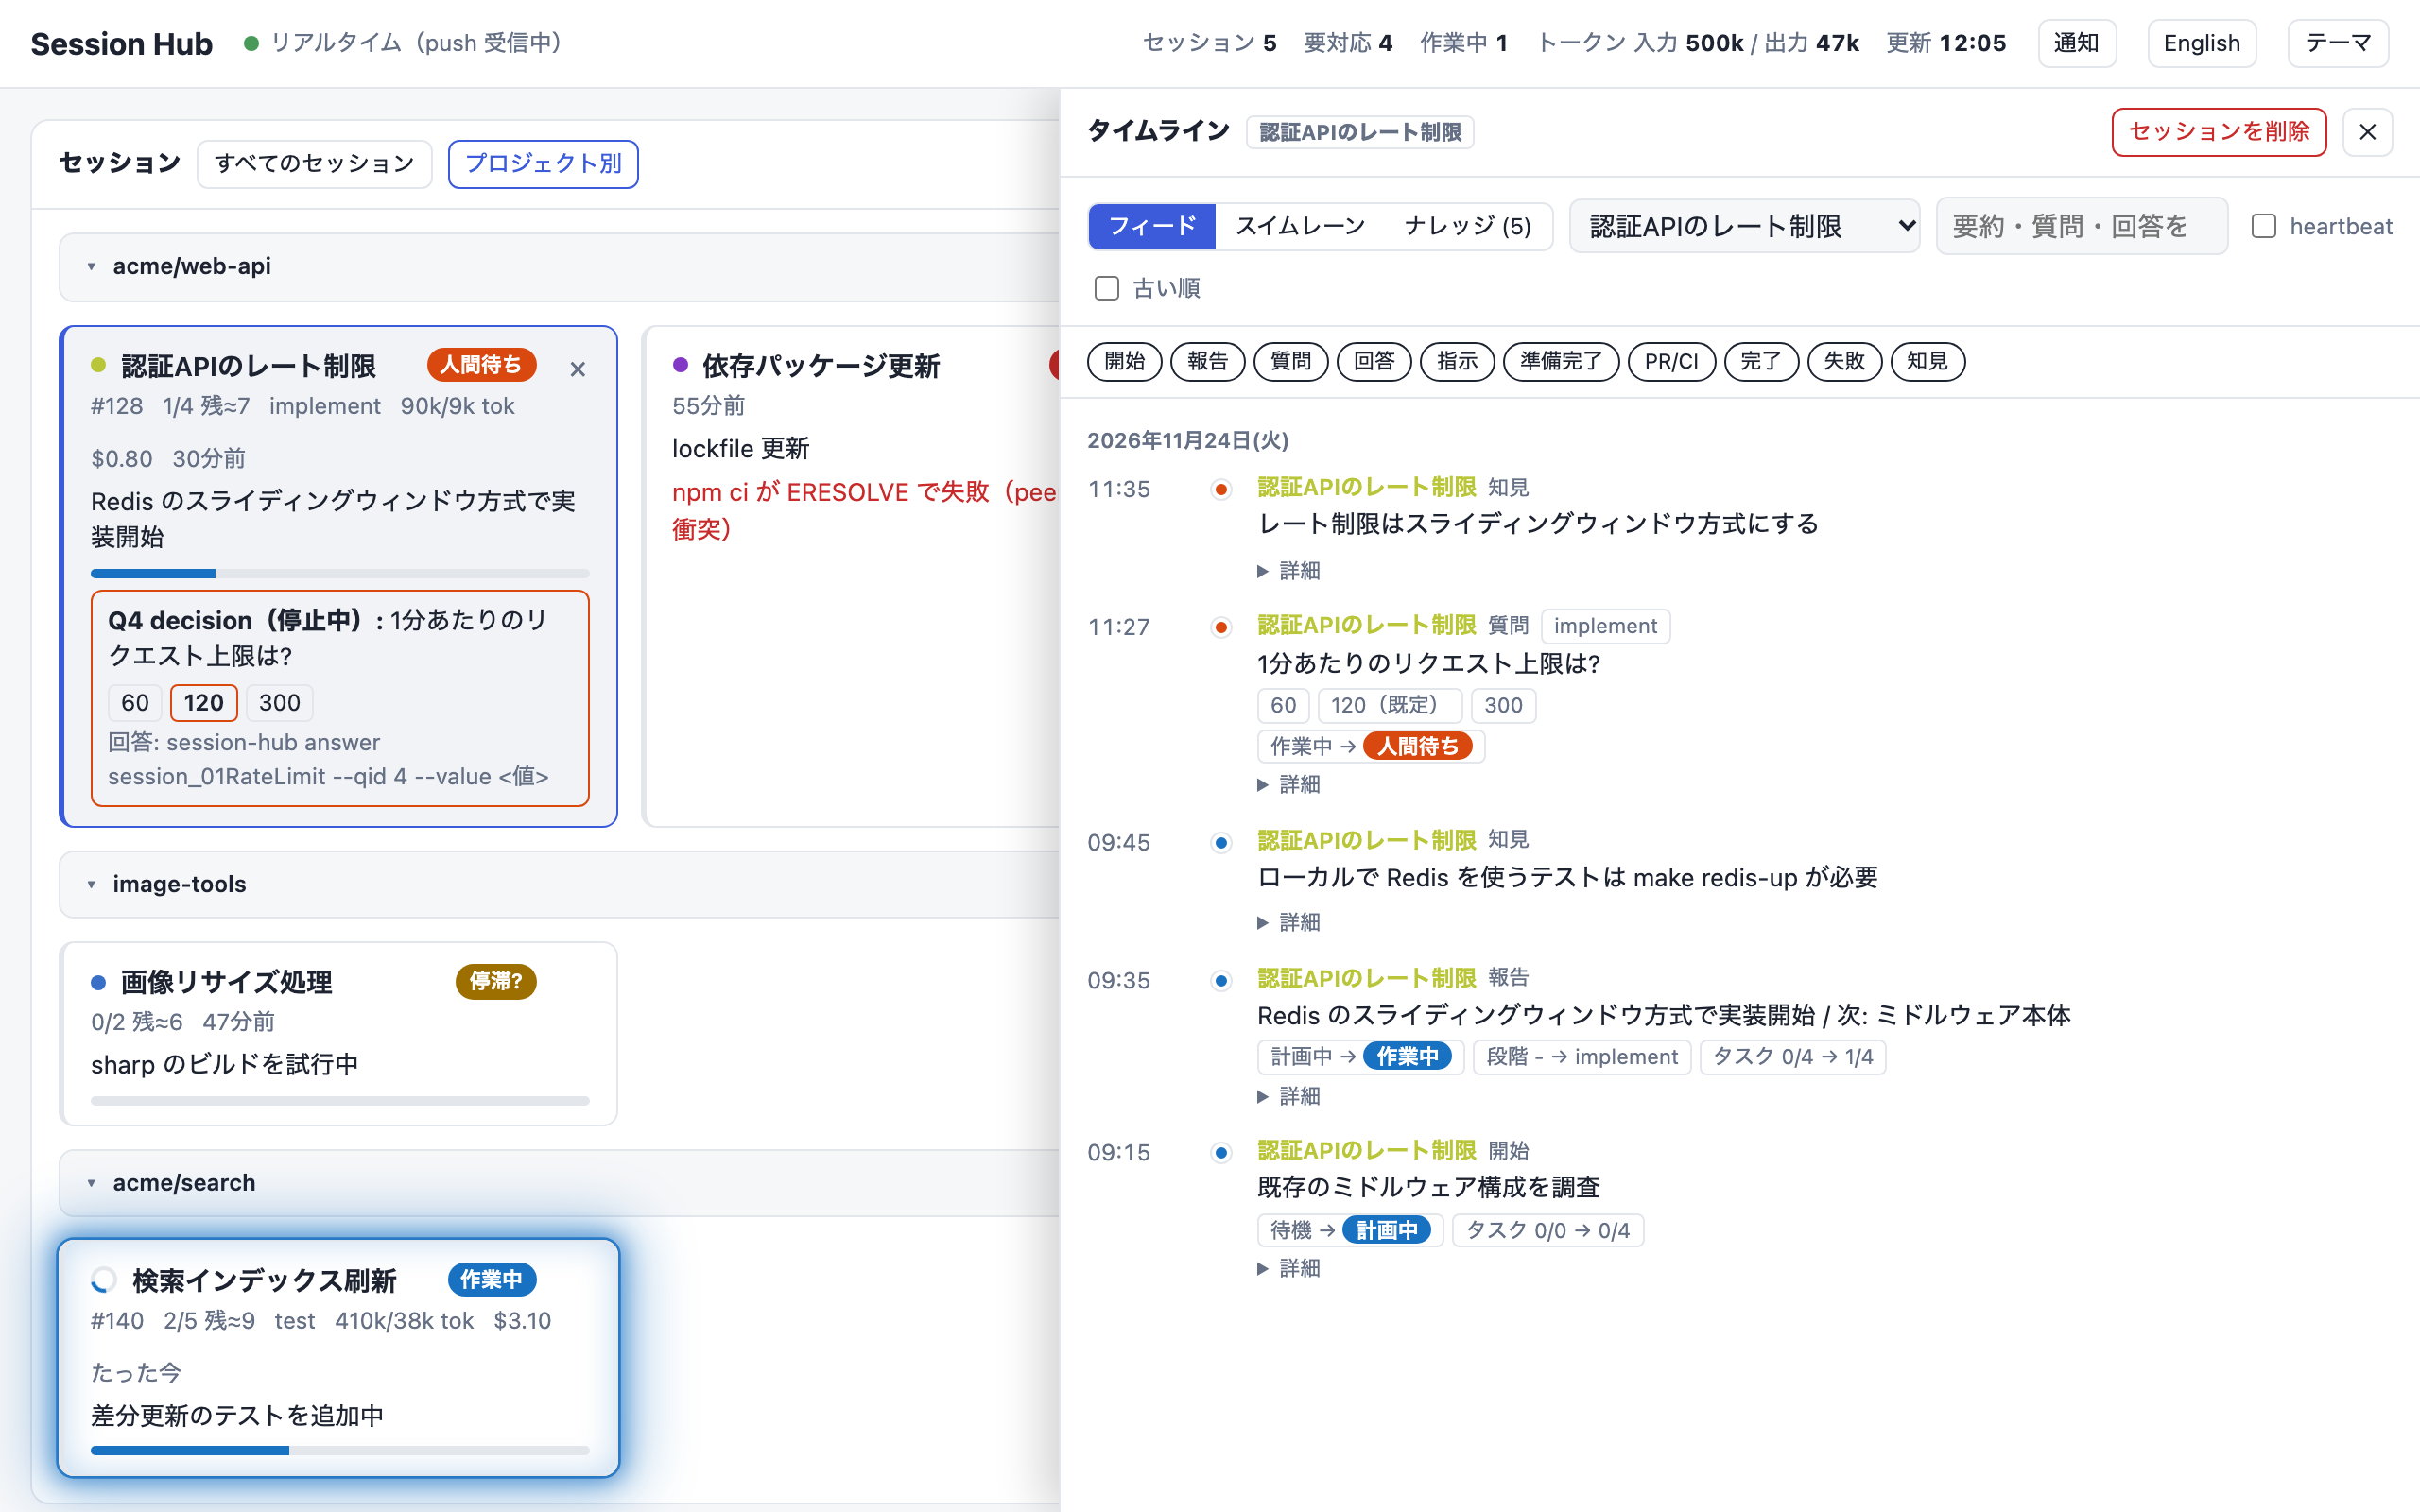 Session Hub
リアルタイム（push 受信中）
セッション 5 要対応 4 作業中 1 トークン 入力 500k / 出力 47k 更新 12:05
通知
English
テーマ
セッション
すべてのセッション
プロジェクト別
acme/web-api
認証APIのレート制限
人間待ち
×
#128 1/4 残≈7 implement 90k/9k tok
$0.80 30分前
Redis のスライディングウィンドウ方式で実
装開始
Q4 decision（停止中）: 1分あたりのリ
クエスト上限は?
60 120 300
回答: session-hub answer
session_01RateLimit --qid 4 --value <値>
依存パッケージ更新
55分前
lockfile 更新
npm ci が ERESOLVE で失敗（pee
衝突）
image-tools
画像リサイズ処理
停滞?
0/2 残≈6 47分前
sharp のビルドを試行中
acme/search
検索インデックス刷新
作業中
#140 2/5 残≈9 test 410k/38k tok $3.10
たった今
差分更新のテストを追加中
タイムライン
認証APIのレート制限
セッションを削除
×
フィード
スイムレーン
ナレッジ (5)
認証APIのレート制限
要約・質問・回答を
heartbeat
古い順
開始 報告 質問 回答 指示 準備完了 PR/CI 完了 失敗 知見
2026年11月24日(火)
11:35 認証APIのレート制限 知見
レート制限はスライディングウィンドウ方式にする
▶ 詳細
11:27 認証APIのレート制限 質問 implement
1分あたりのリクエスト上限は?
60 120（既定） 300
作業中 → 人間待ち
▶ 詳細
09:45 認証APIのレート制限 知見
ローカルで Redis を使うテストは make redis-up が必要
▶ 詳細
09:35 認証APIのレート制限 報告
Redis のスライディングウィンドウ方式で実装開始 / 次: ミドルウェア本体
計画中 → 作業中 段階 - → implement タスク 0/4 → 1/4
▶ 詳細
09:15 認証APIのレート制限 開始
既存のミドルウェア構成を調査
待機 → 計画中 タスク 0/0 → 0/4
▶ 詳細